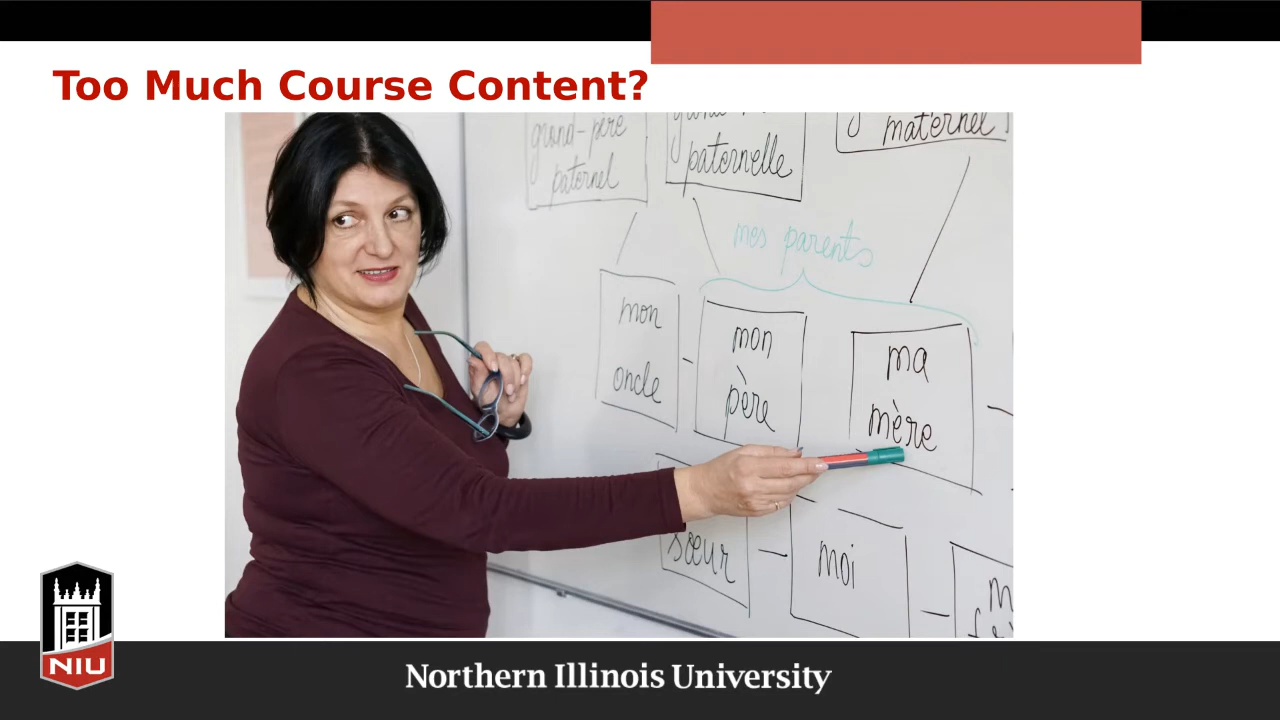 Too Much Course Content?
grand-père
paternel
paternelle
maternel
mes parents
mon
oncle
mon
père
ma
mère
soeur
moi
NIU
Northern Illinois University